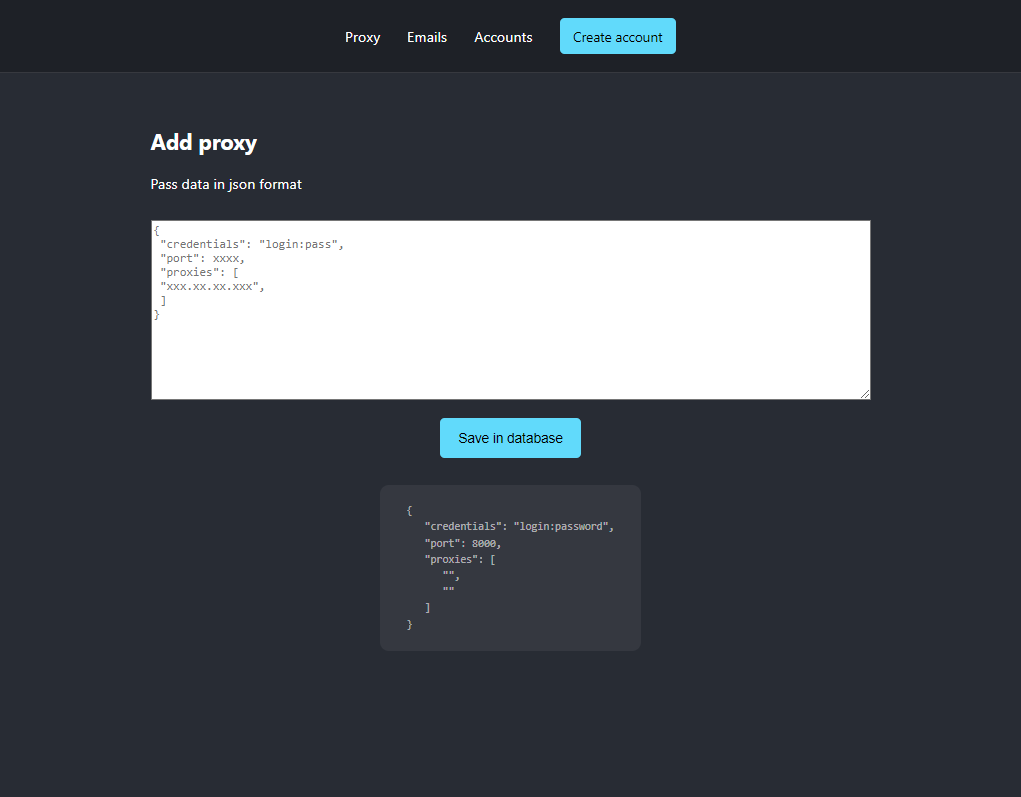 Proxy Emails Accounts Create account
Add proxy
Pass data in json format
{
"credentials": "login:pass",
"port": xxxx,
"proxies": [
"xxx.xx.xx.xxx",
]
}
Save in database
{
"credentials": "login:password",
"port": 8000,
"proxies": [
"",
""
]
}